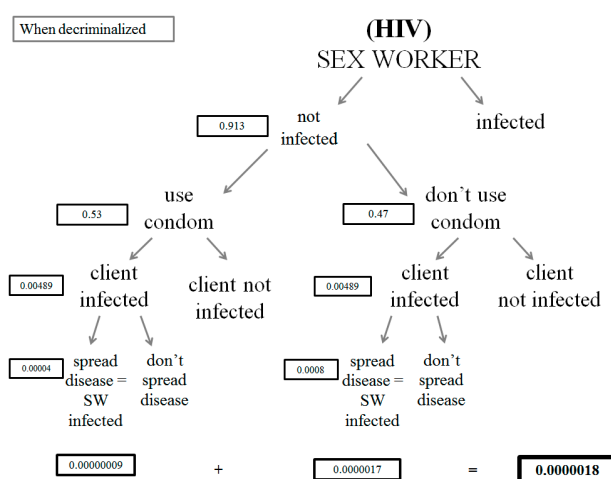 When decriminalized
(HIV)
SEX WORKER
0.913
not
infected
infected
0.53
use
condom
0.47
don't use
condom
0.00489
client
infected
client not
infected
0.00489
client
infected
client
not infected
0.00004
spread
disease =
SW
infected
don't
spread
disease
0.0008
spread
disease =
SW
infected
don't
spread
disease
0.00000009
+
0.0000017
=
0.0000018